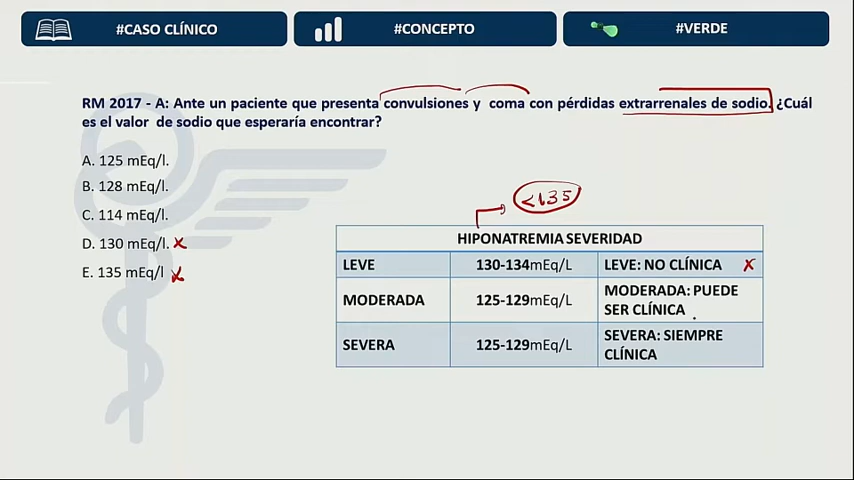 #CASO CLÍNICO
#CONCEPTO
#VERDE
RM 2017 - A: Ante un paciente que presenta convulsiones y coma con pérdidas extrarrenales de sodio. ¿Cuál
es el valor de sodio que esperaría encontrar?
A. 125 mEq/l.
B. 128 mEq/l.
C. 114 mEq/l.
D. 130 mEq/l. x
E. 135 mEq/l x
<135
HIPONATREMIA SEVERIDAD
LEVE 130-134mEq/L LEVE: NO CLÍNICA x
MODERADA 125-129mEq/L MODERADA: PUEDE
SER CLÍNICA
SEVERA 125-129mEq/L SEVERA: SIEMPRE
CLÍNICA